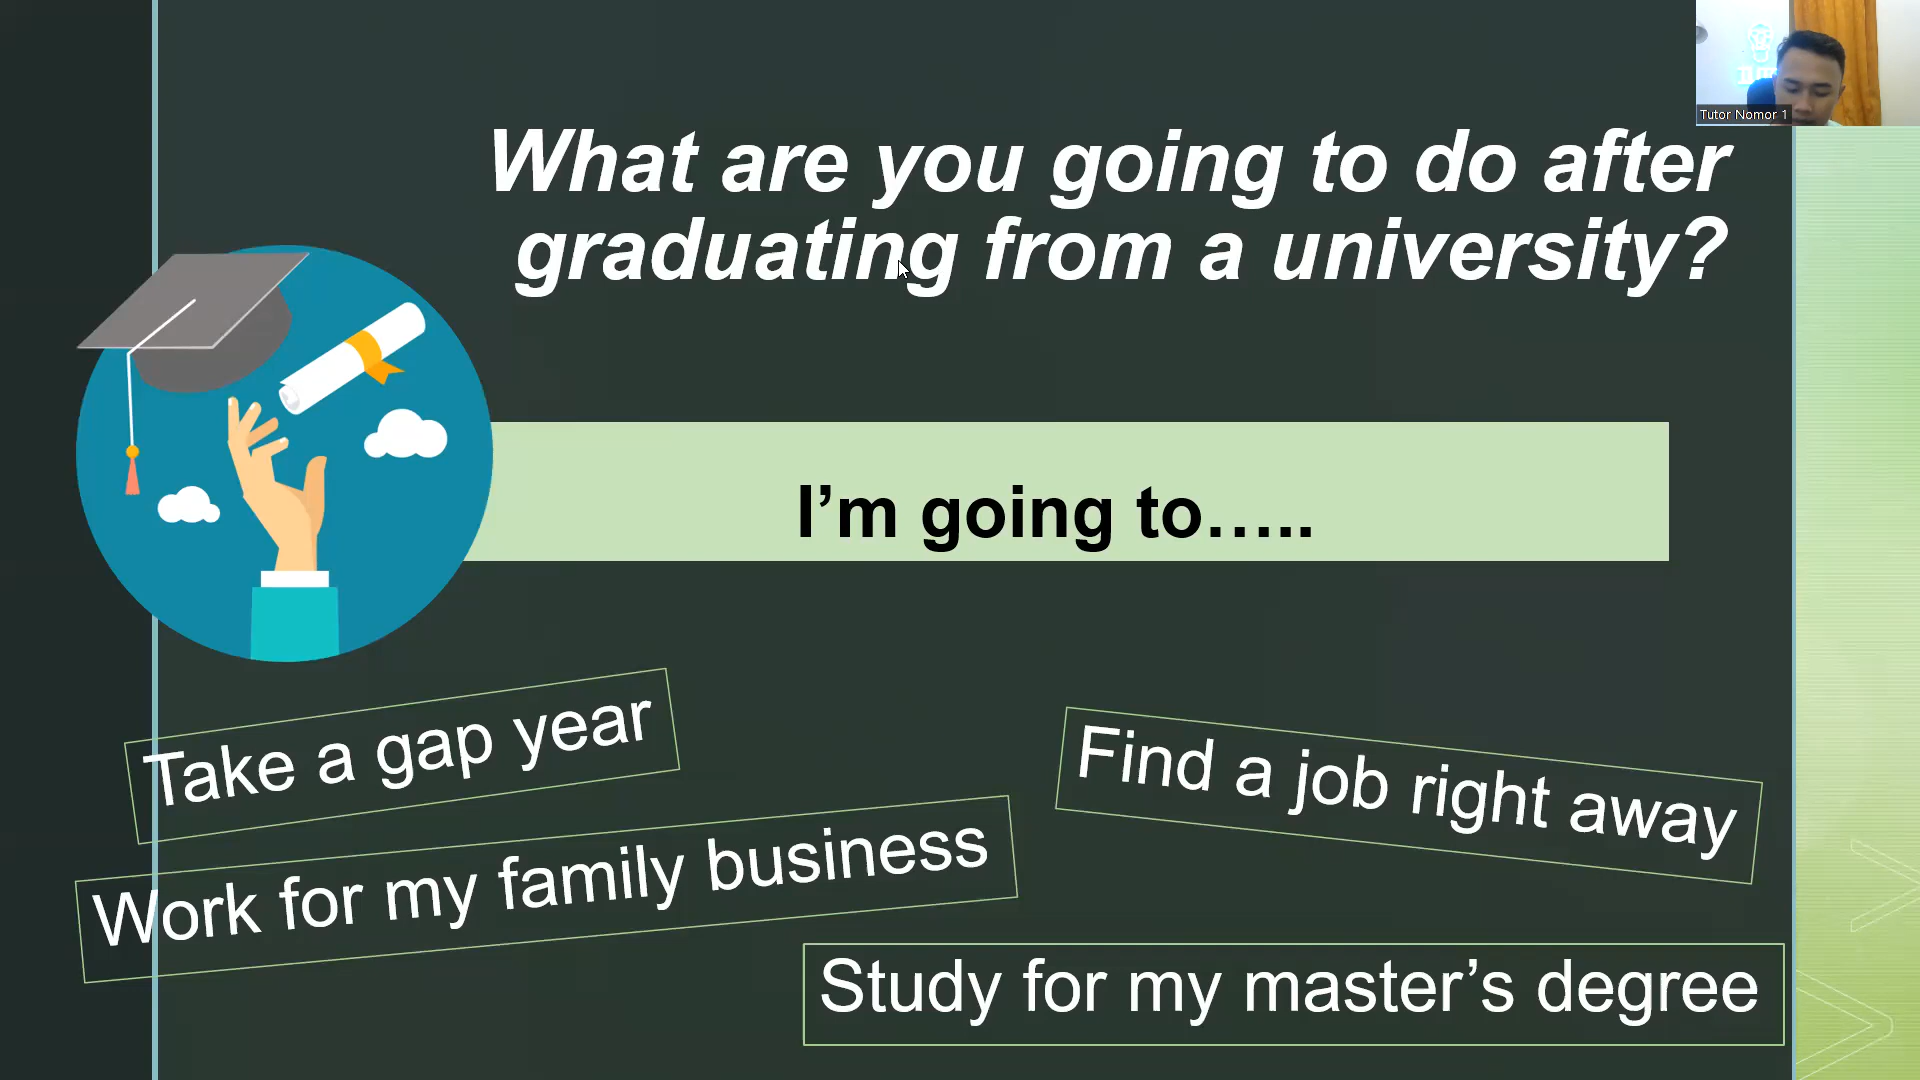 Tutor Nomor 1
What are you going to do after
graduating from a university?
I’m going to…..
Take a gap year
Find a job right away
Work for my family business
Study for my master’s degree